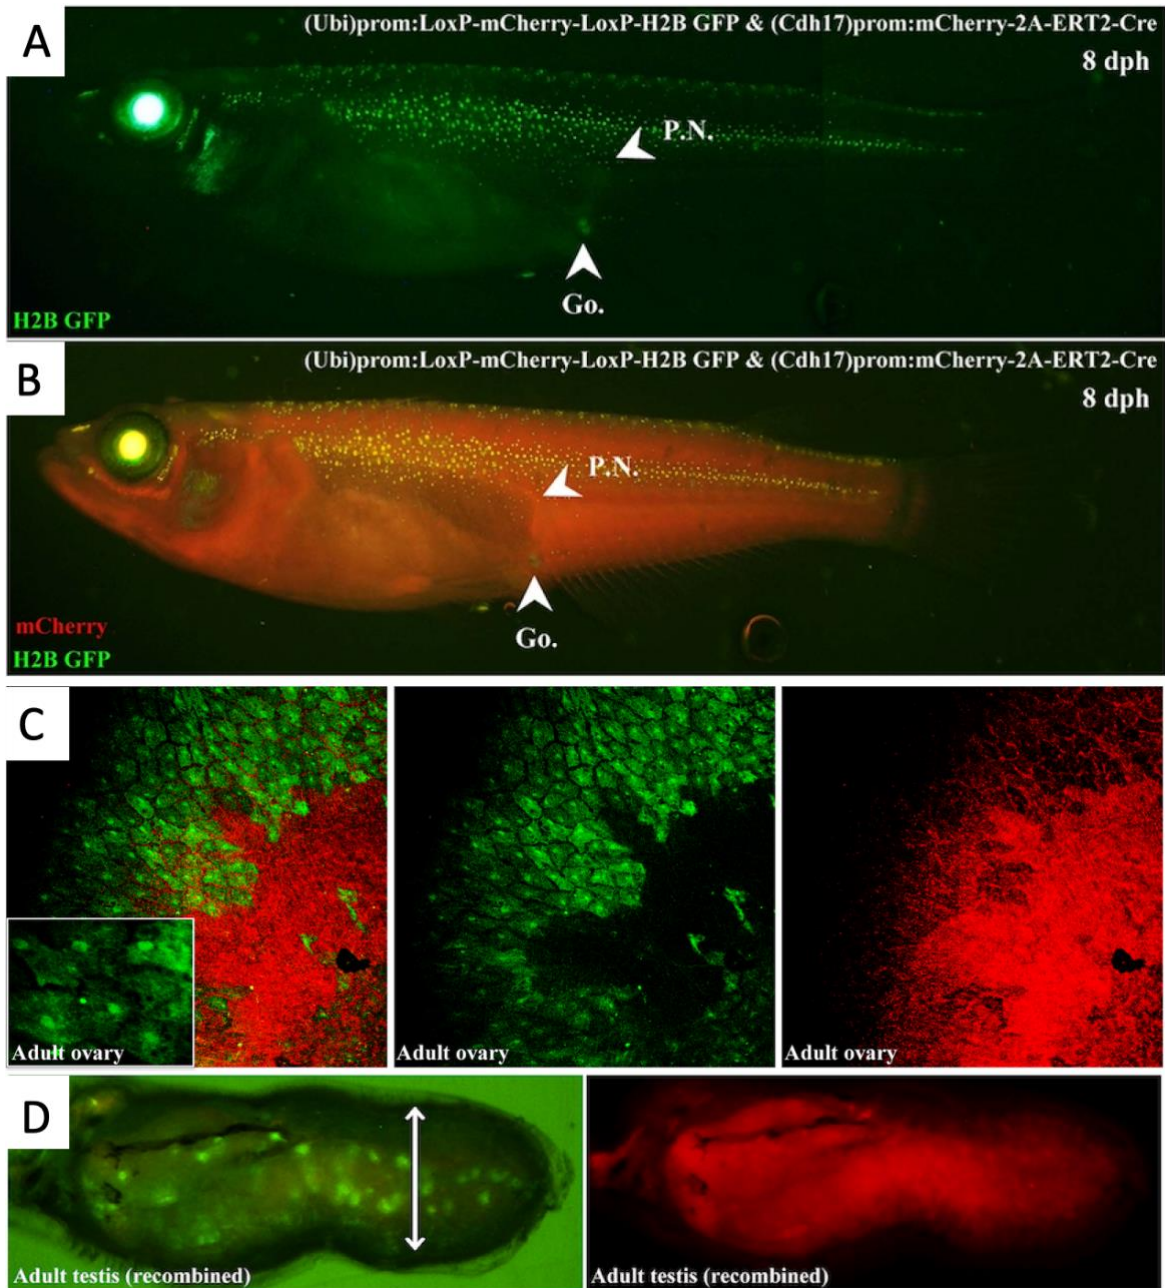 A
(Ubi)prom:LoxP-mCherry-LoxP-H2B GFP & (Cdh17)prom:mCherry-2A-ERT2-Cre
8 dph
P.N.
Go.
H2B GFP
B
(Ubi)prom:LoxP-mCherry-LoxP-H2B GFP & (Cdh17)prom:mCherry-2A-ERT2-Cre
8 dph
P.N.
Go.
mCherry
H2B GFP
C
Adult ovary
Adult ovary
Adult ovary
D
Adult testis (recombined)
Adult testis (recombined)